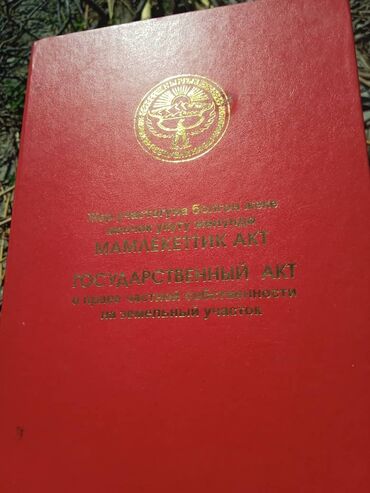 Жер участогуна болгон жеке
менчик укугу жөнүндө
МАМЛЕКЕТТИК АКТ
ГОСУДАРСТВЕННЫЙ АКТ
о праве частной собственности
на земельный участок